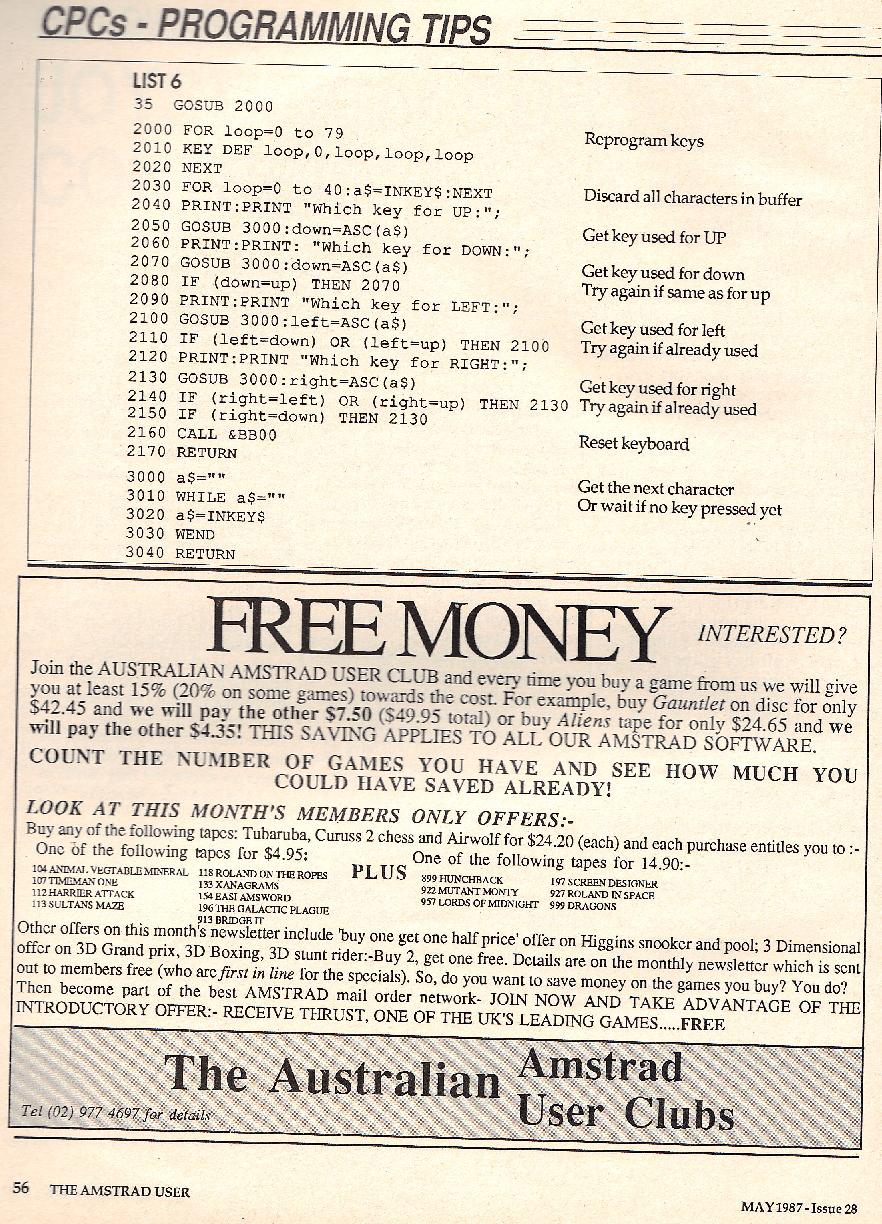 CPCs - PROGRAMMING TIPS
LIST 6
35 GOSUB 2000
2000 FOR loop=0 to 79 Reprogram keys
2010 KEY DEF loop,0,loop,loop,loop
2020 NEXT
2030 FOR loop=0 to 40:a$=INKEY$:NEXT Discard all characters in buffer
2040 PRINT:PRINT "Which key for UP:";
2050 GOSUB 3000:down=ASC(a$) Get key used for UP
2060 PRINT:PRINT: "Which key for DOWN:";
2070 GOSUB 3000:down=ASC(a$) Get key used for down
2080 IF (down=up) THEN 2070 Try again if same as for up
2090 PRINT:PRINT "Which key for LEFT:";
2100 GOSUB 3000:left=ASC(a$) Get key used for left
2110 IF (left=down) OR (left=up) THEN 2100 Try again if already used
2120 PRINT:PRINT "Which key for RIGHT:";
2130 GOSUB 3000:right=ASC(a$) Get key used for right
2140 IF (right=left) OR (right=up) THEN 2130 Try again if already used
2150 IF (right=down) THEN 2130
2160 CALL &BB00 Reset keyboard
2170 RETURN
3000 a$=""
3010 WHILE a$="" Get the next character
3020 a$=INKEY$ Or wait if no key pressed yet
3030 WEND
3040 RETURN
FREE MONEY INTERESTED?
Join the AUSTRALIAN AMSTRAD USER CLUB and every time you buy a game from us we will give
you at least 15% (20% on some games) towards the cost. For example, buy Gauntlet on disc for only
$42.45 and we will pay the other $7.50 ($49.95 total) or buy Aliens tape for only $24.65 and we
will pay the other $4.35! THIS SAVING APPLIES TO ALL OUR AMSTRAD SOFTWARE.
COUNT THE NUMBER OF GAMES YOU HAVE AND SEE HOW MUCH YOU
COULD HAVE SAVED ALREADY!
LOOK AT THIS MONTH'S MEMBERS ONLY OFFERS:-
Buy any of the following tapes: Tubaruba, Curuss 2 chess and Airwolf for $24.20 (each) and each purchase entitles you to :-
One of the following tapes for $4.95: PLUS One of the following tapes for 14.90:-
104 ANIMAL VEGTABLE MINERAL 118 ROLAND ON THE ROPES 899 HUNCHBACK 197 SCREEN DESIGNER
107 TIMEMAN ONE 133 XANAGRAMS 922 MUTANT MONTY 927 ROLAND IN SPACE
112 HARRIER ATTACK 154 EASI AMSWORD 957 LORDS OF MIDNIGHT 999 DRAGONS
113 SULTANS MAZE 196 THE GALACTIC PLAGUE
913 BRIDGE IT
Other offers on this month's newsletter include 'buy one get one half price' offer on Higgins snooker and pool; 3 Dimensional
offer on 3D Grand prix, 3D Boxing, 3D stunt rider:-Buy 2, get one free. Details are on the monthly newsletter which is sent
out to members free (who are first in line for the specials). So, do you want to save money on the games you buy? You do?
Then become part of the best AMSTRAD mail order network- JOIN NOW AND TAKE ADVANTAGE OF THE
INTRODUCTORY OFFER:- RECEIVE THRUST, ONE OF THE UK'S LEADING GAMES.....FREE
The Australian Amstrad
User Clubs
Tel (02) 977 4697 for details
56 THE AMSTRAD USER
MAY 1987 - Issue 28